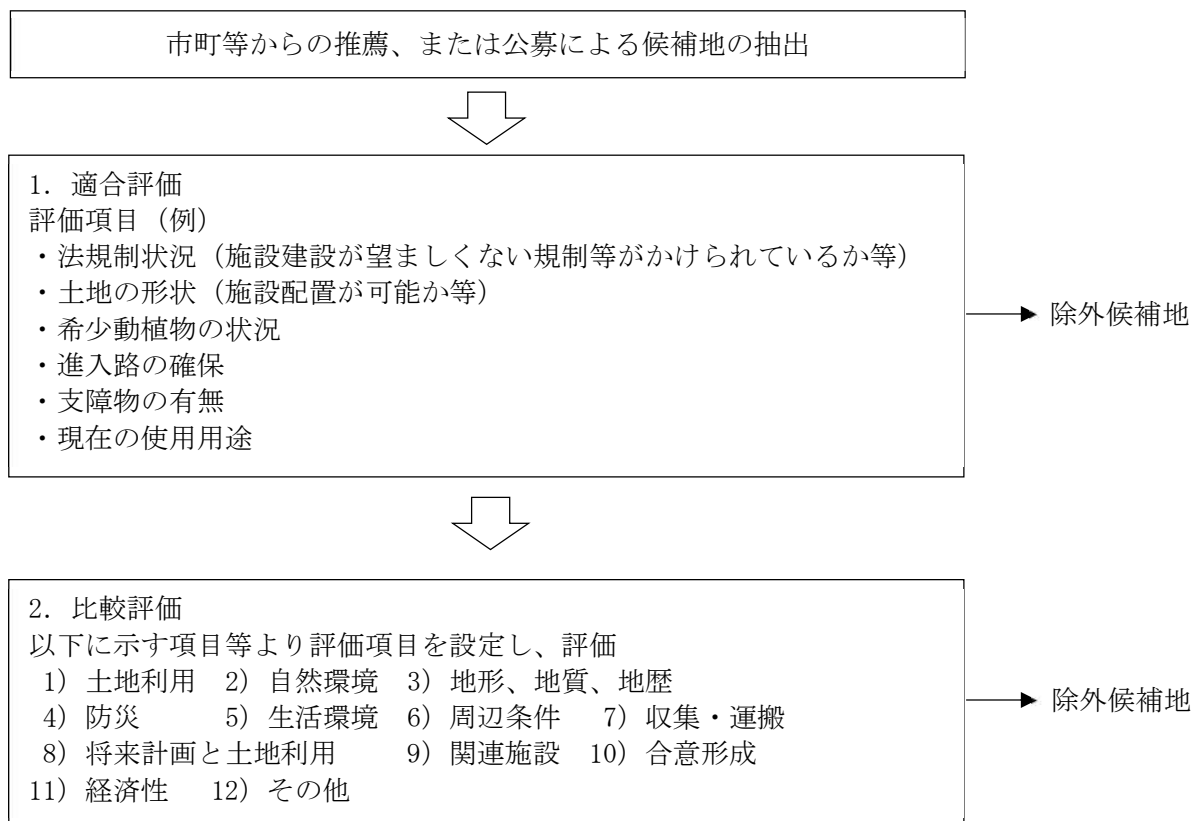 市町等からの推薦、または公募による候補地の抽出
1. 適合評価
評価項目（例）
・法規制状況（施設建設が望ましくない規制等がかけられているか等）
・土地の形状（施設配置が可能か等）
・希少動植物の状況
・進入路の確保
・支障物の有無
・現在の使用用途
除外候補地
2. 比較評価
以下に示す項目等より評価項目を設定し、評価
1) 土地利用 2) 自然環境 3) 地形、地質、地歴
4) 防災 5) 生活環境 6) 周辺条件 7) 収集・運搬
8) 将来計画と土地利用 9) 関連施設 10) 合意形成
11) 経済性 12) その他
除外候補地